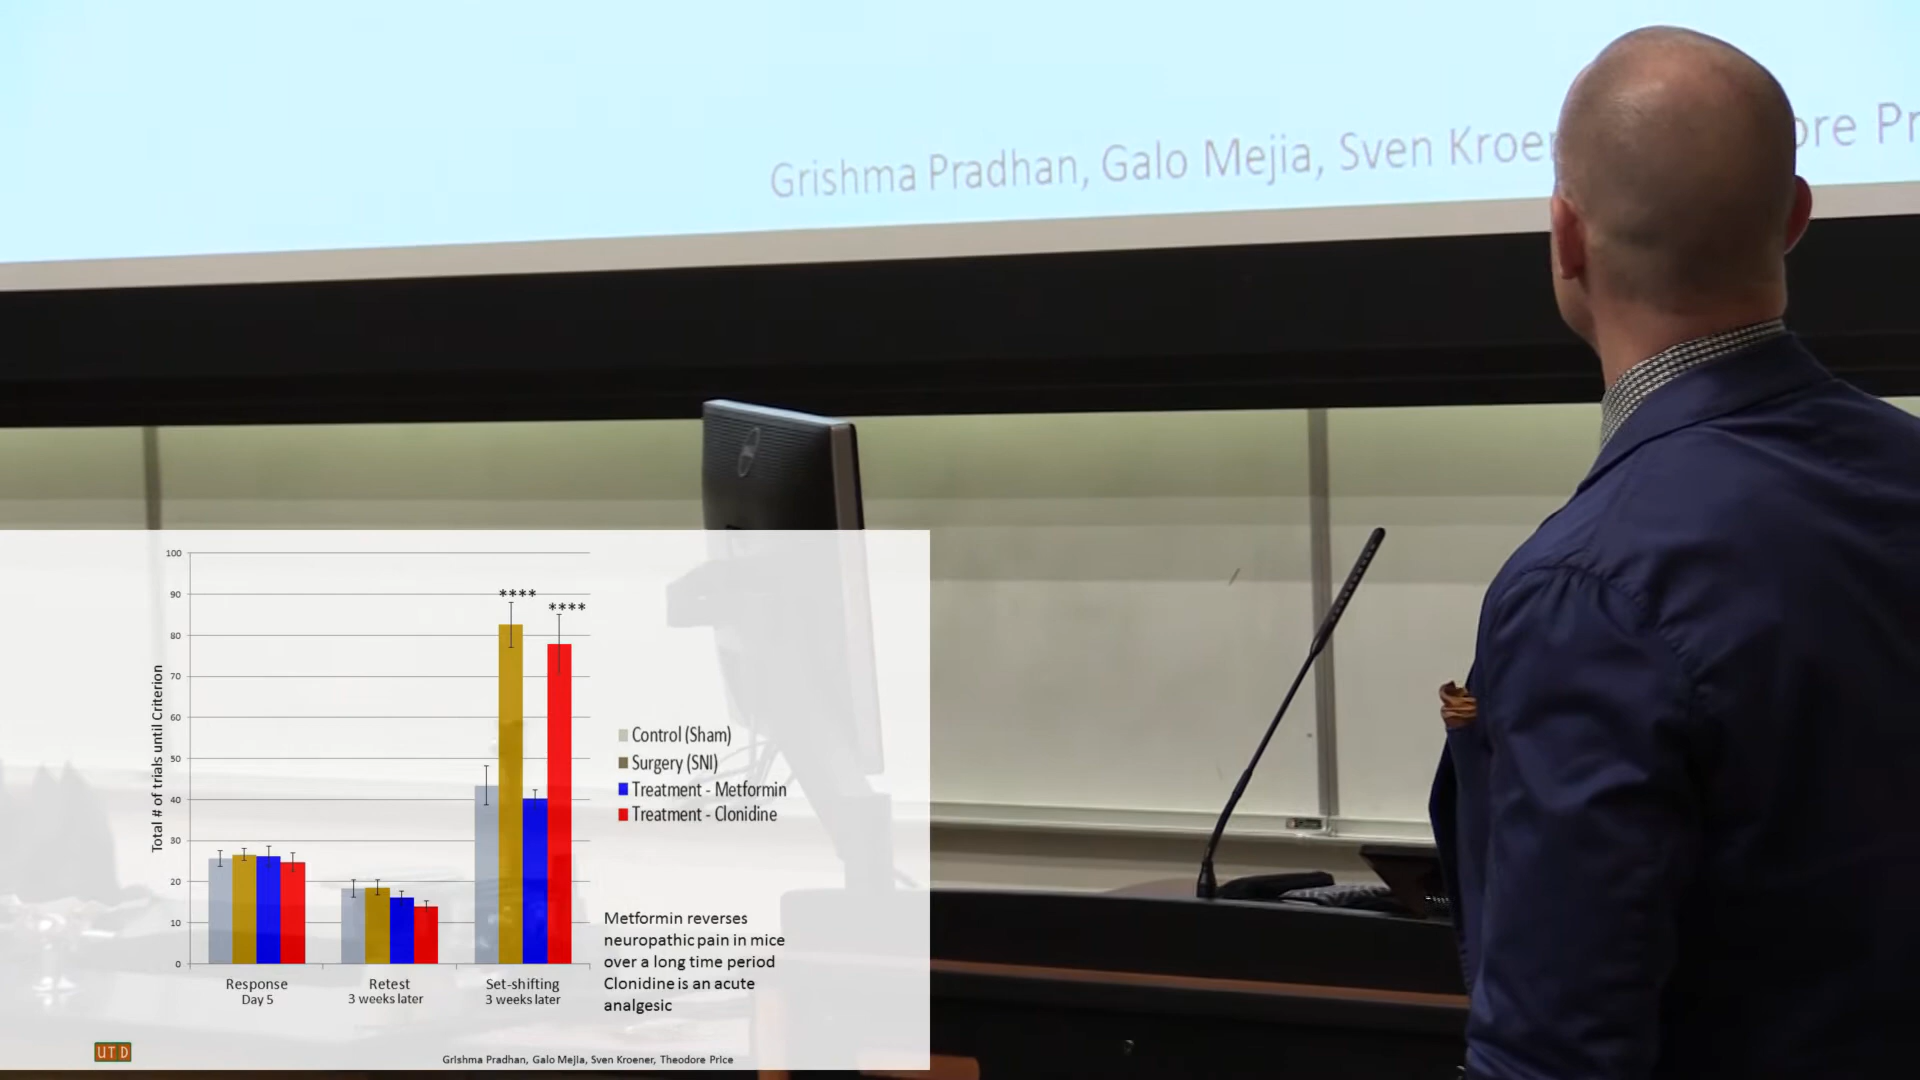 Grishma Pradhan, Galo Mejia, Sven Kroe
ore Pr
100
90
80
70
60
50
40
30
20
10
0
Total # of trials until Criterion
****
****
Response
Day 5
Retest
3 weeks later
Set-shifting
3 weeks later
Control (Sham)
Surgery (SNI)
Treatment - Metformin
Treatment - Clonidine
Metformin reverses
neuropathic pain in mice
over a long time period
Clonidine is an acute
analgesic
UTD
Grishma Pradhan, Galo Mejia, Sven Kroener, Theodore Price